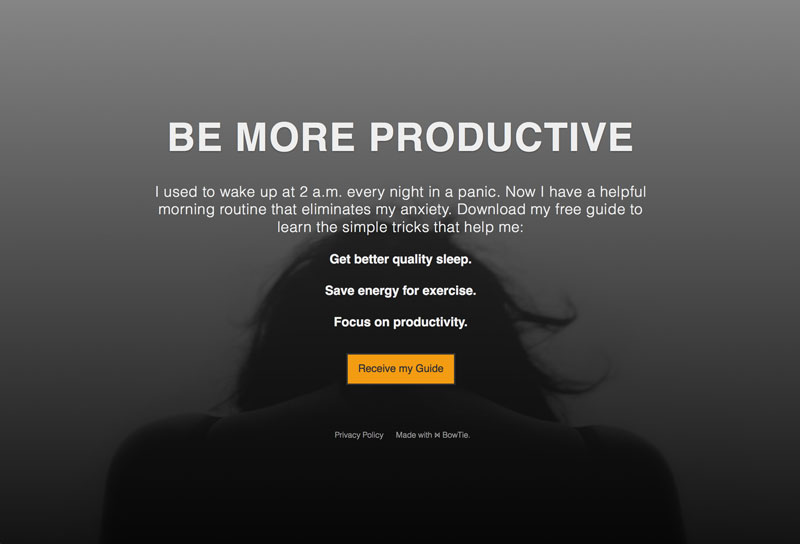 BE MORE PRODUCTIVE
I used to wake up at 2 a.m. every night in a panic. Now I have a helpful
morning routine that eliminates my anxiety. Download my free guide to
learn the simple tricks that help me:
Get better quality sleep.
Save energy for exercise.
Focus on productivity.
Receive my Guide
Privacy Policy Made with ⋈ BowTie.